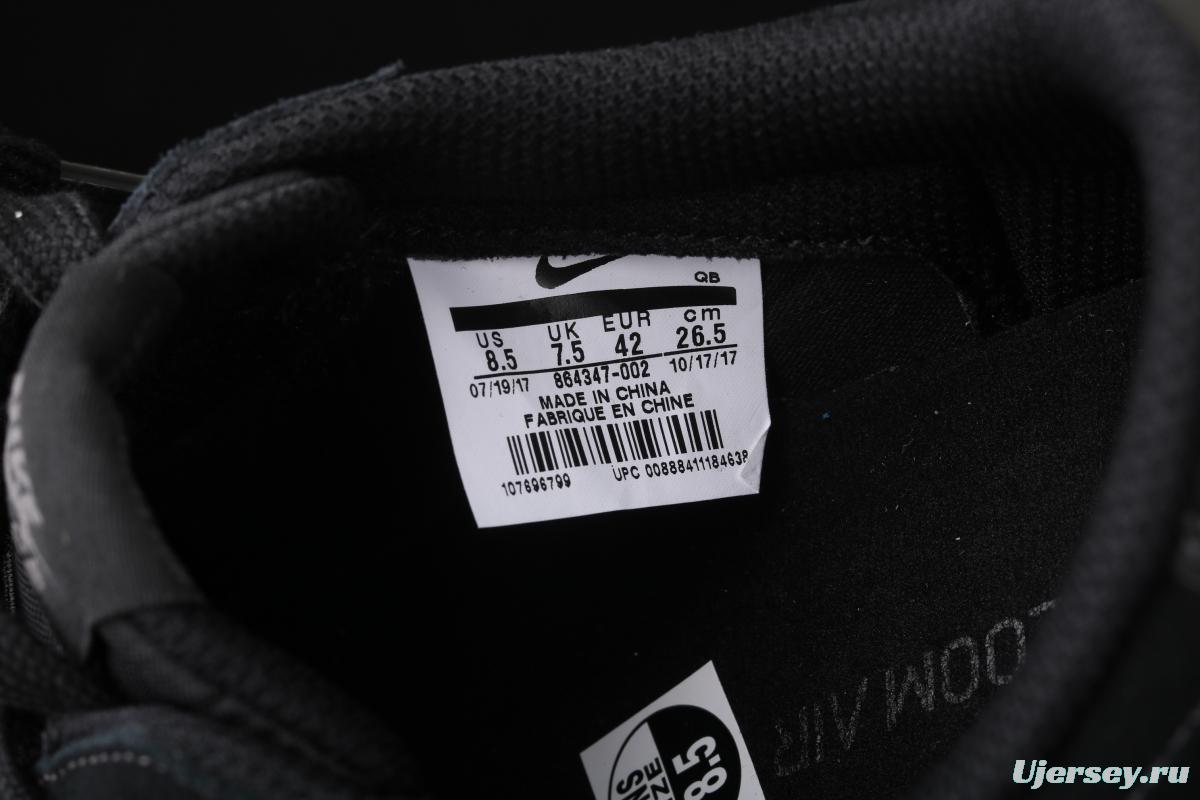 QB
US UK EUR cm
8.5 7.5 42 26.5
07/19/17 864347-002 10/17/17
MADE IN CHINA
FABRIQUE EN CHINE
107696799 UPC 00888411184638
OOM AIR
8.5
Ujersey.ru